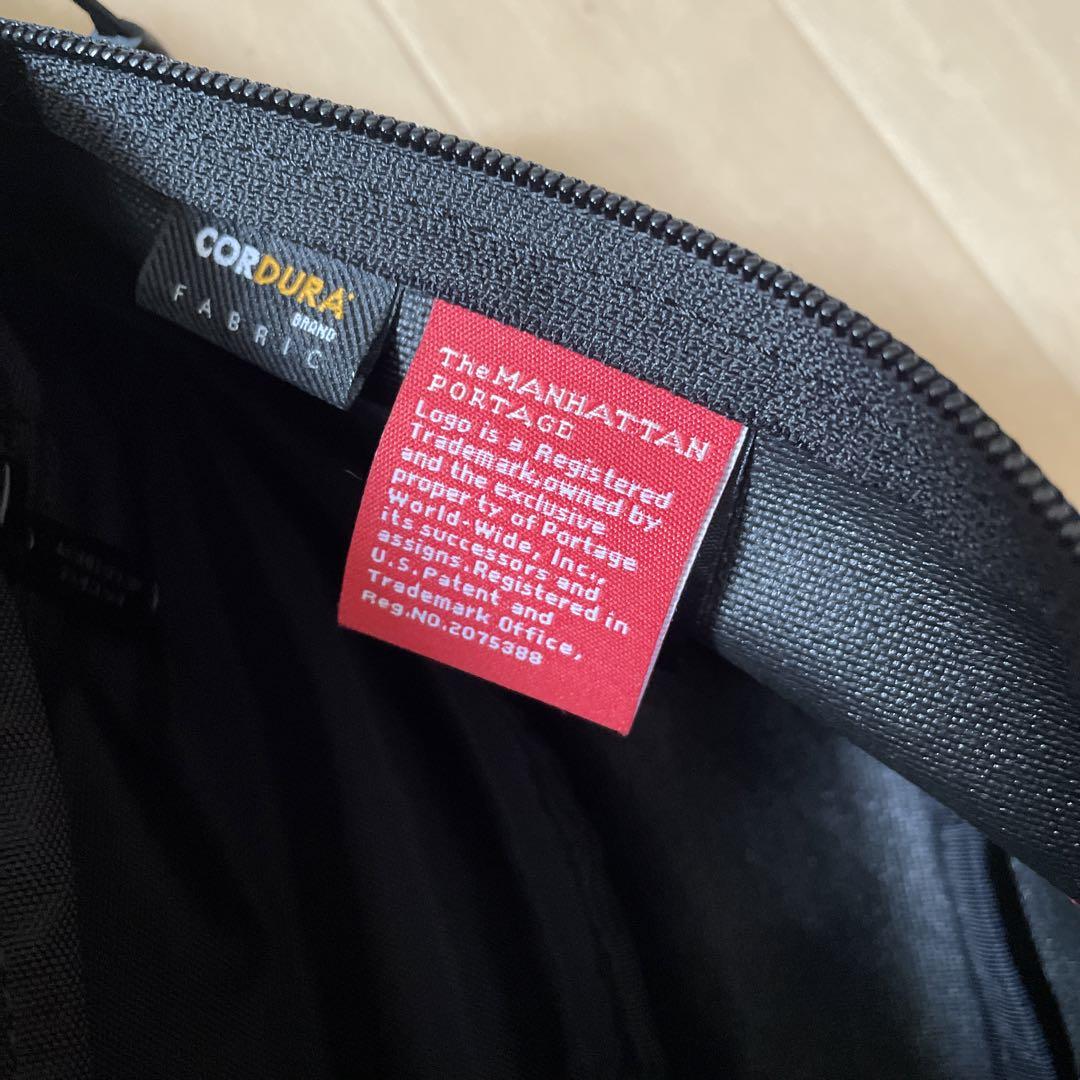 CORDURA
BRAND
FABRIC
The MANHATTAN
PORTAGE
Logo is a Registered
Trademark,owned by
and the exclusive
property of Portage
World-Wide, Inc.,
its successors and
assigns.Registered in
U.S.Patent and
Trademark Office,
Reg.NO.2075388